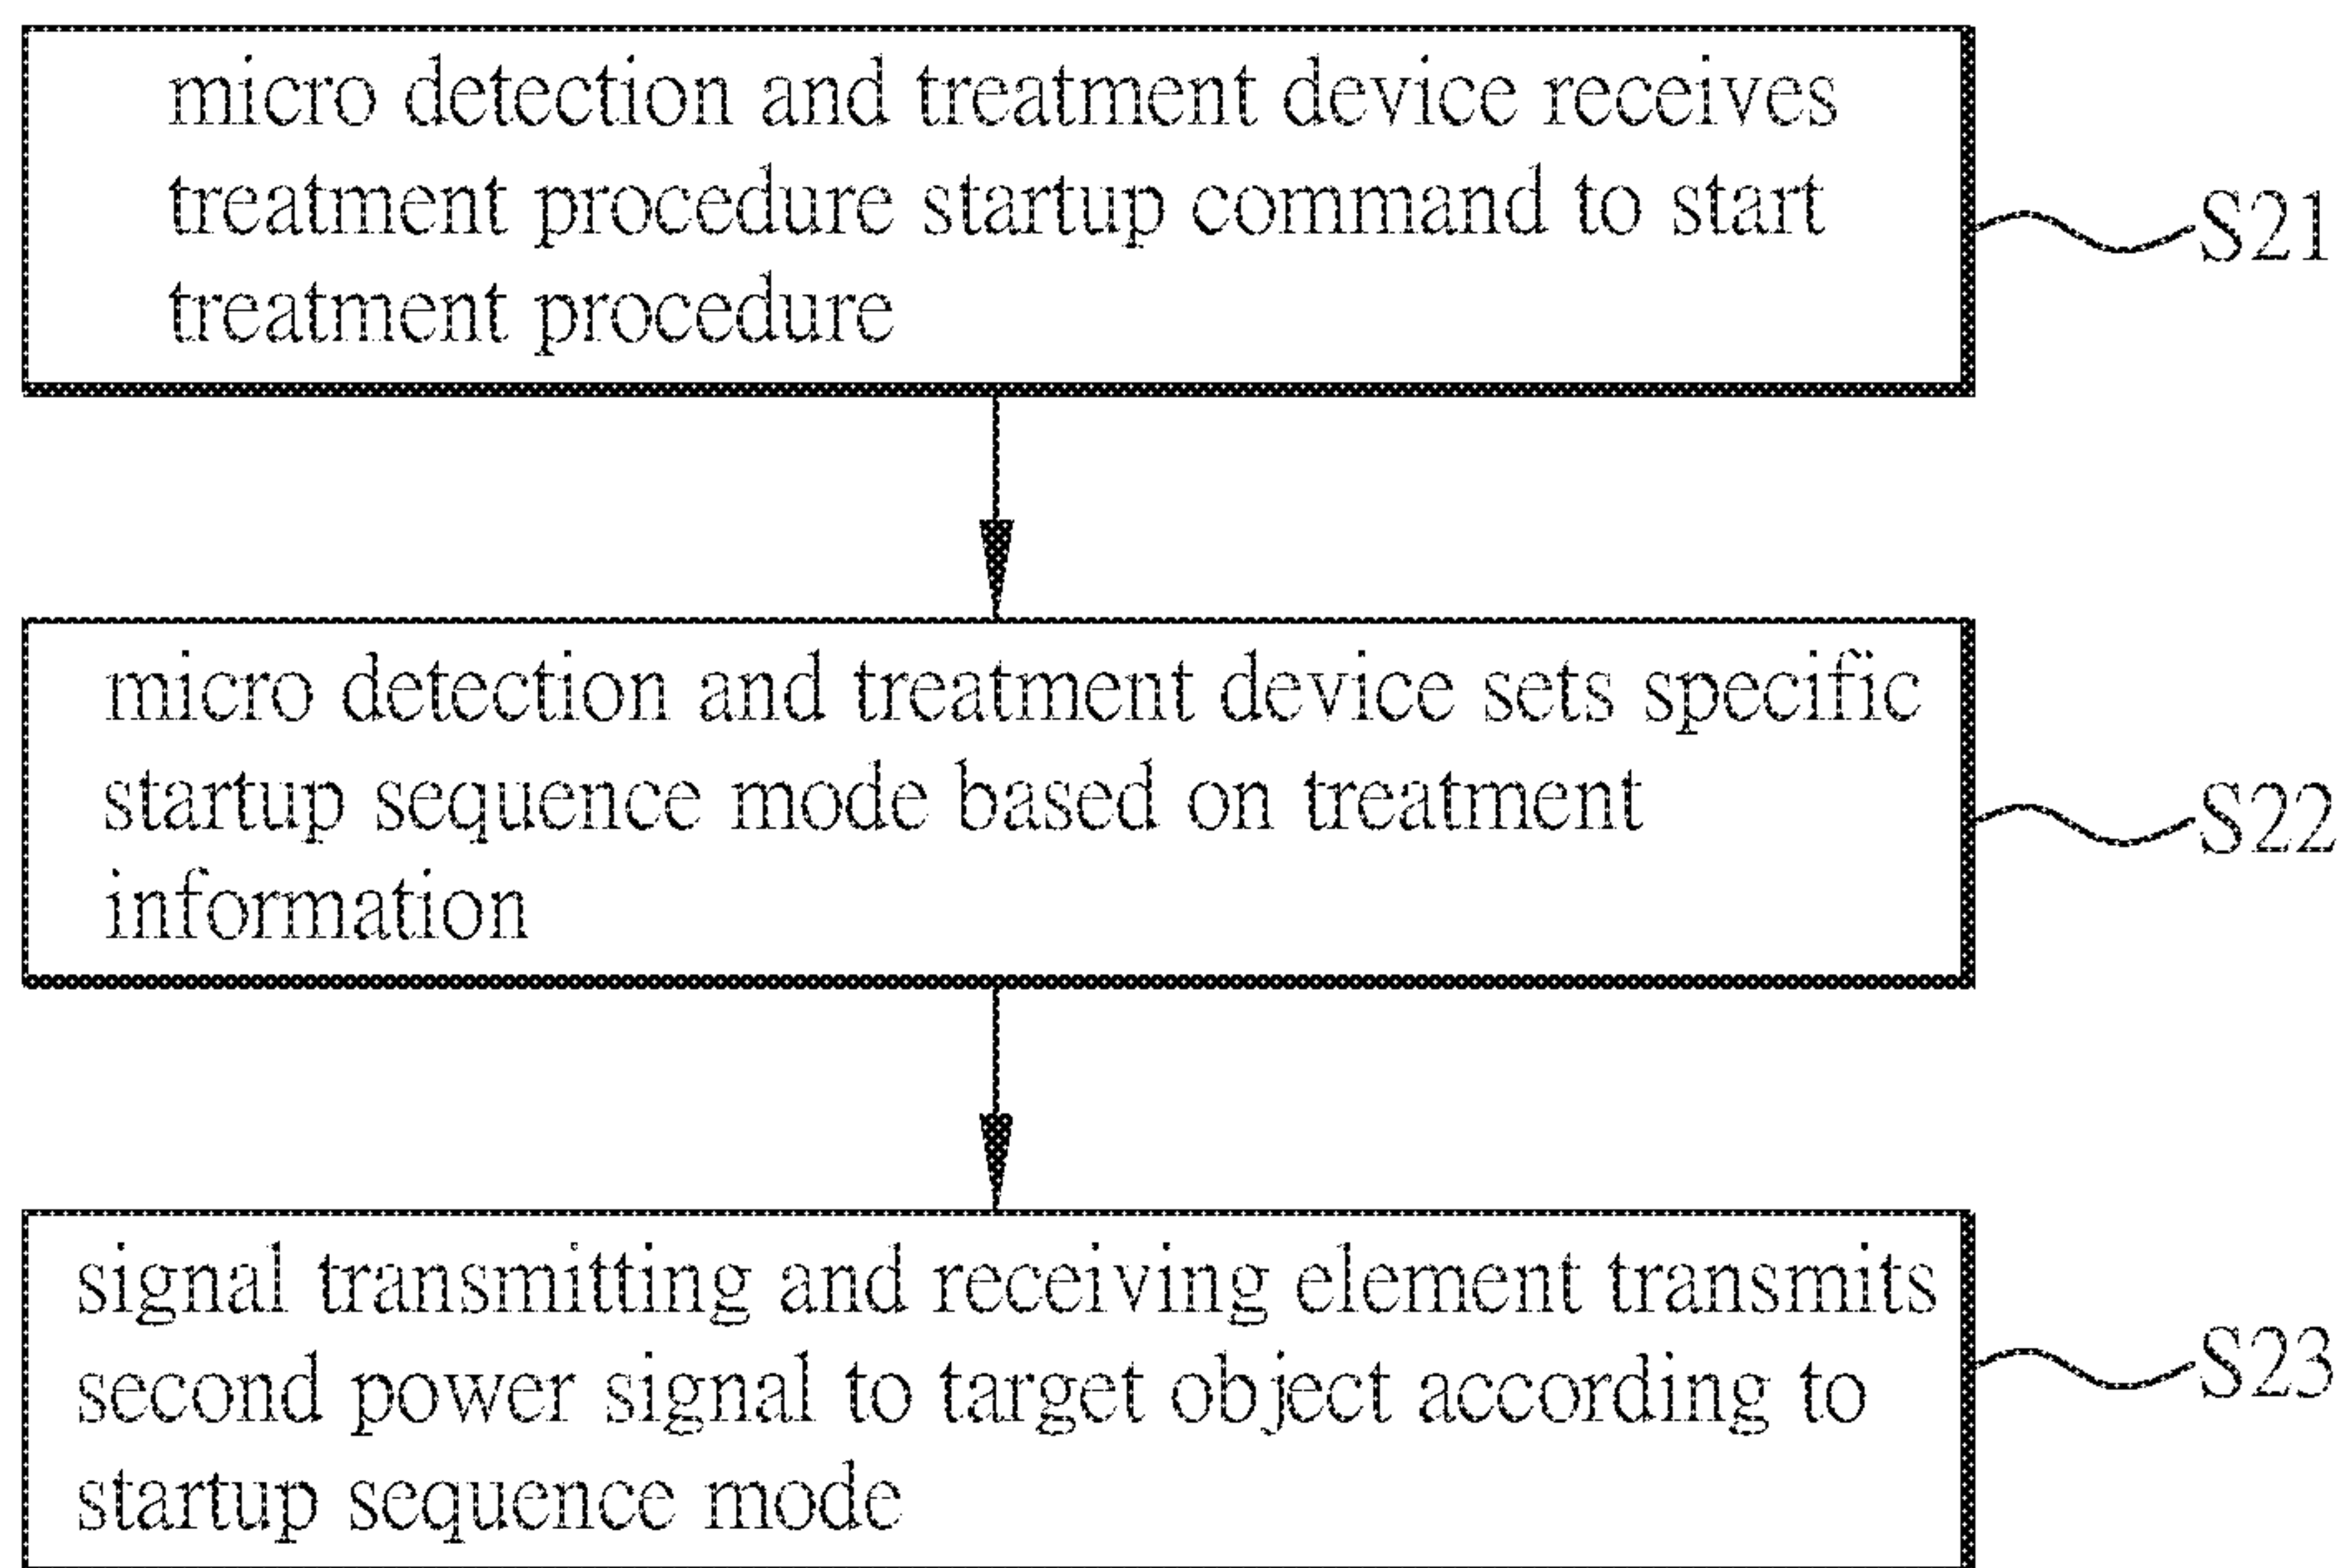 micro detection and treatment device receives
treatment procedure startup command to start
treatment procedure
S21
micro detection and treatment device sets specific
startup sequence mode based on treatment
information
S22
signal transmitting and receiving element transmits
second power signal to target object according to
startup sequence mode
S23